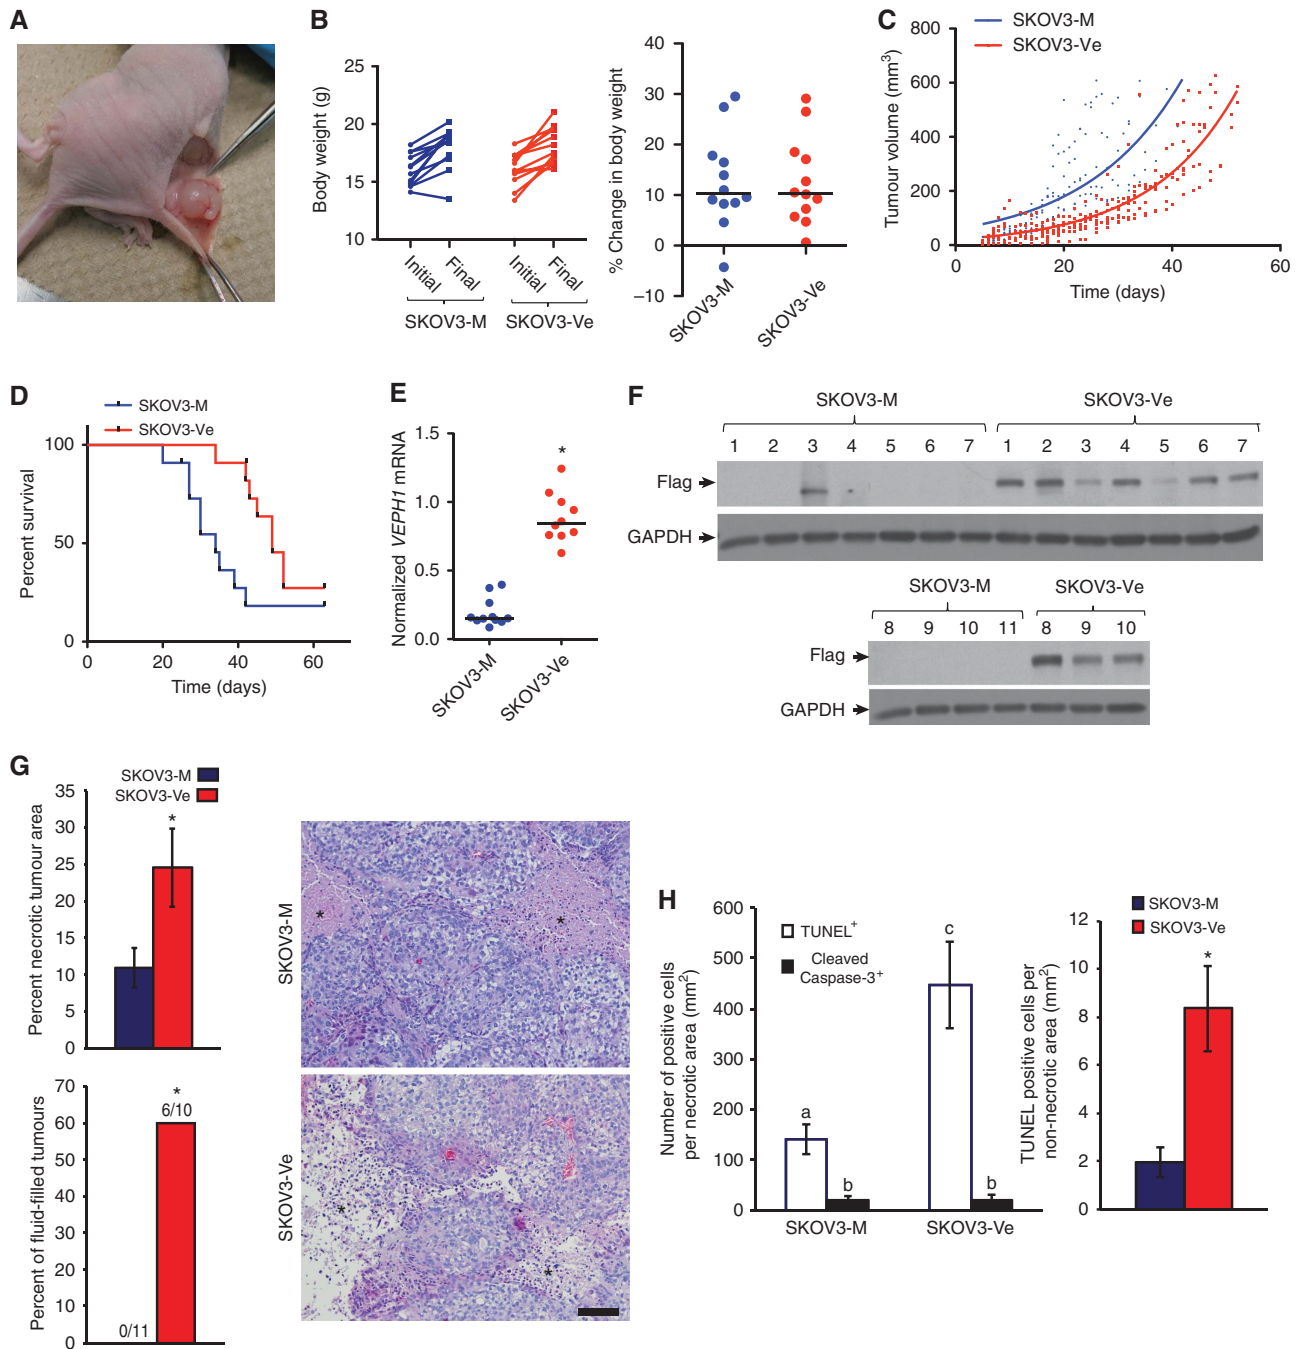 A
B
Body weight (g)
25
20
15
10
Initial
Final
Initial
Final
SKOV3-M
SKOV3-Ve
% Change in body weight
40
30
20
10
0
–10
SKOV3-M
SKOV3-Ve
C
SKOV3-M
SKOV3-Ve
Tumour volume (mm3)
800
600
400
200
0
0
20
40
60
Time (days)
D
SKOV3-M
SKOV3-Ve
Percent survival
100
50
0
0
20
40
60
Time (days)
E
Normalized VEPH1 mRNA
1.5
1.0
0.5
0.0
*
SKOV3-M
SKOV3-Ve
F
SKOV3-M
SKOV3-Ve
1 2 3 4 5 6 7 1 2 3 4 5 6 7
Flag
GAPDH
SKOV3-M
SKOV3-Ve
8 9 10 11 8 9 10
Flag
GAPDH
G
SKOV3-M
SKOV3-Ve
Percent necrotic tumour area
35
30
25
20
15
10
5
0
*
Percent of fluid-filled tumours
70
60
50
40
30
20
10
0
*
6/10
0/11
SKOV3-M
*
*
SKOV3-Ve
*
*
H
Number of positive cells
per necrotic area (mm2)
600
500
400
300
200
100
0
TUNEL+
Cleaved
Caspase-3+
a
b
c
b
SKOV3-M
SKOV3-Ve
TUNEL positive cells per
non-necrotic area (mm2)
12
10
8
6
4
2
0
SKOV3-M
SKOV3-Ve
*